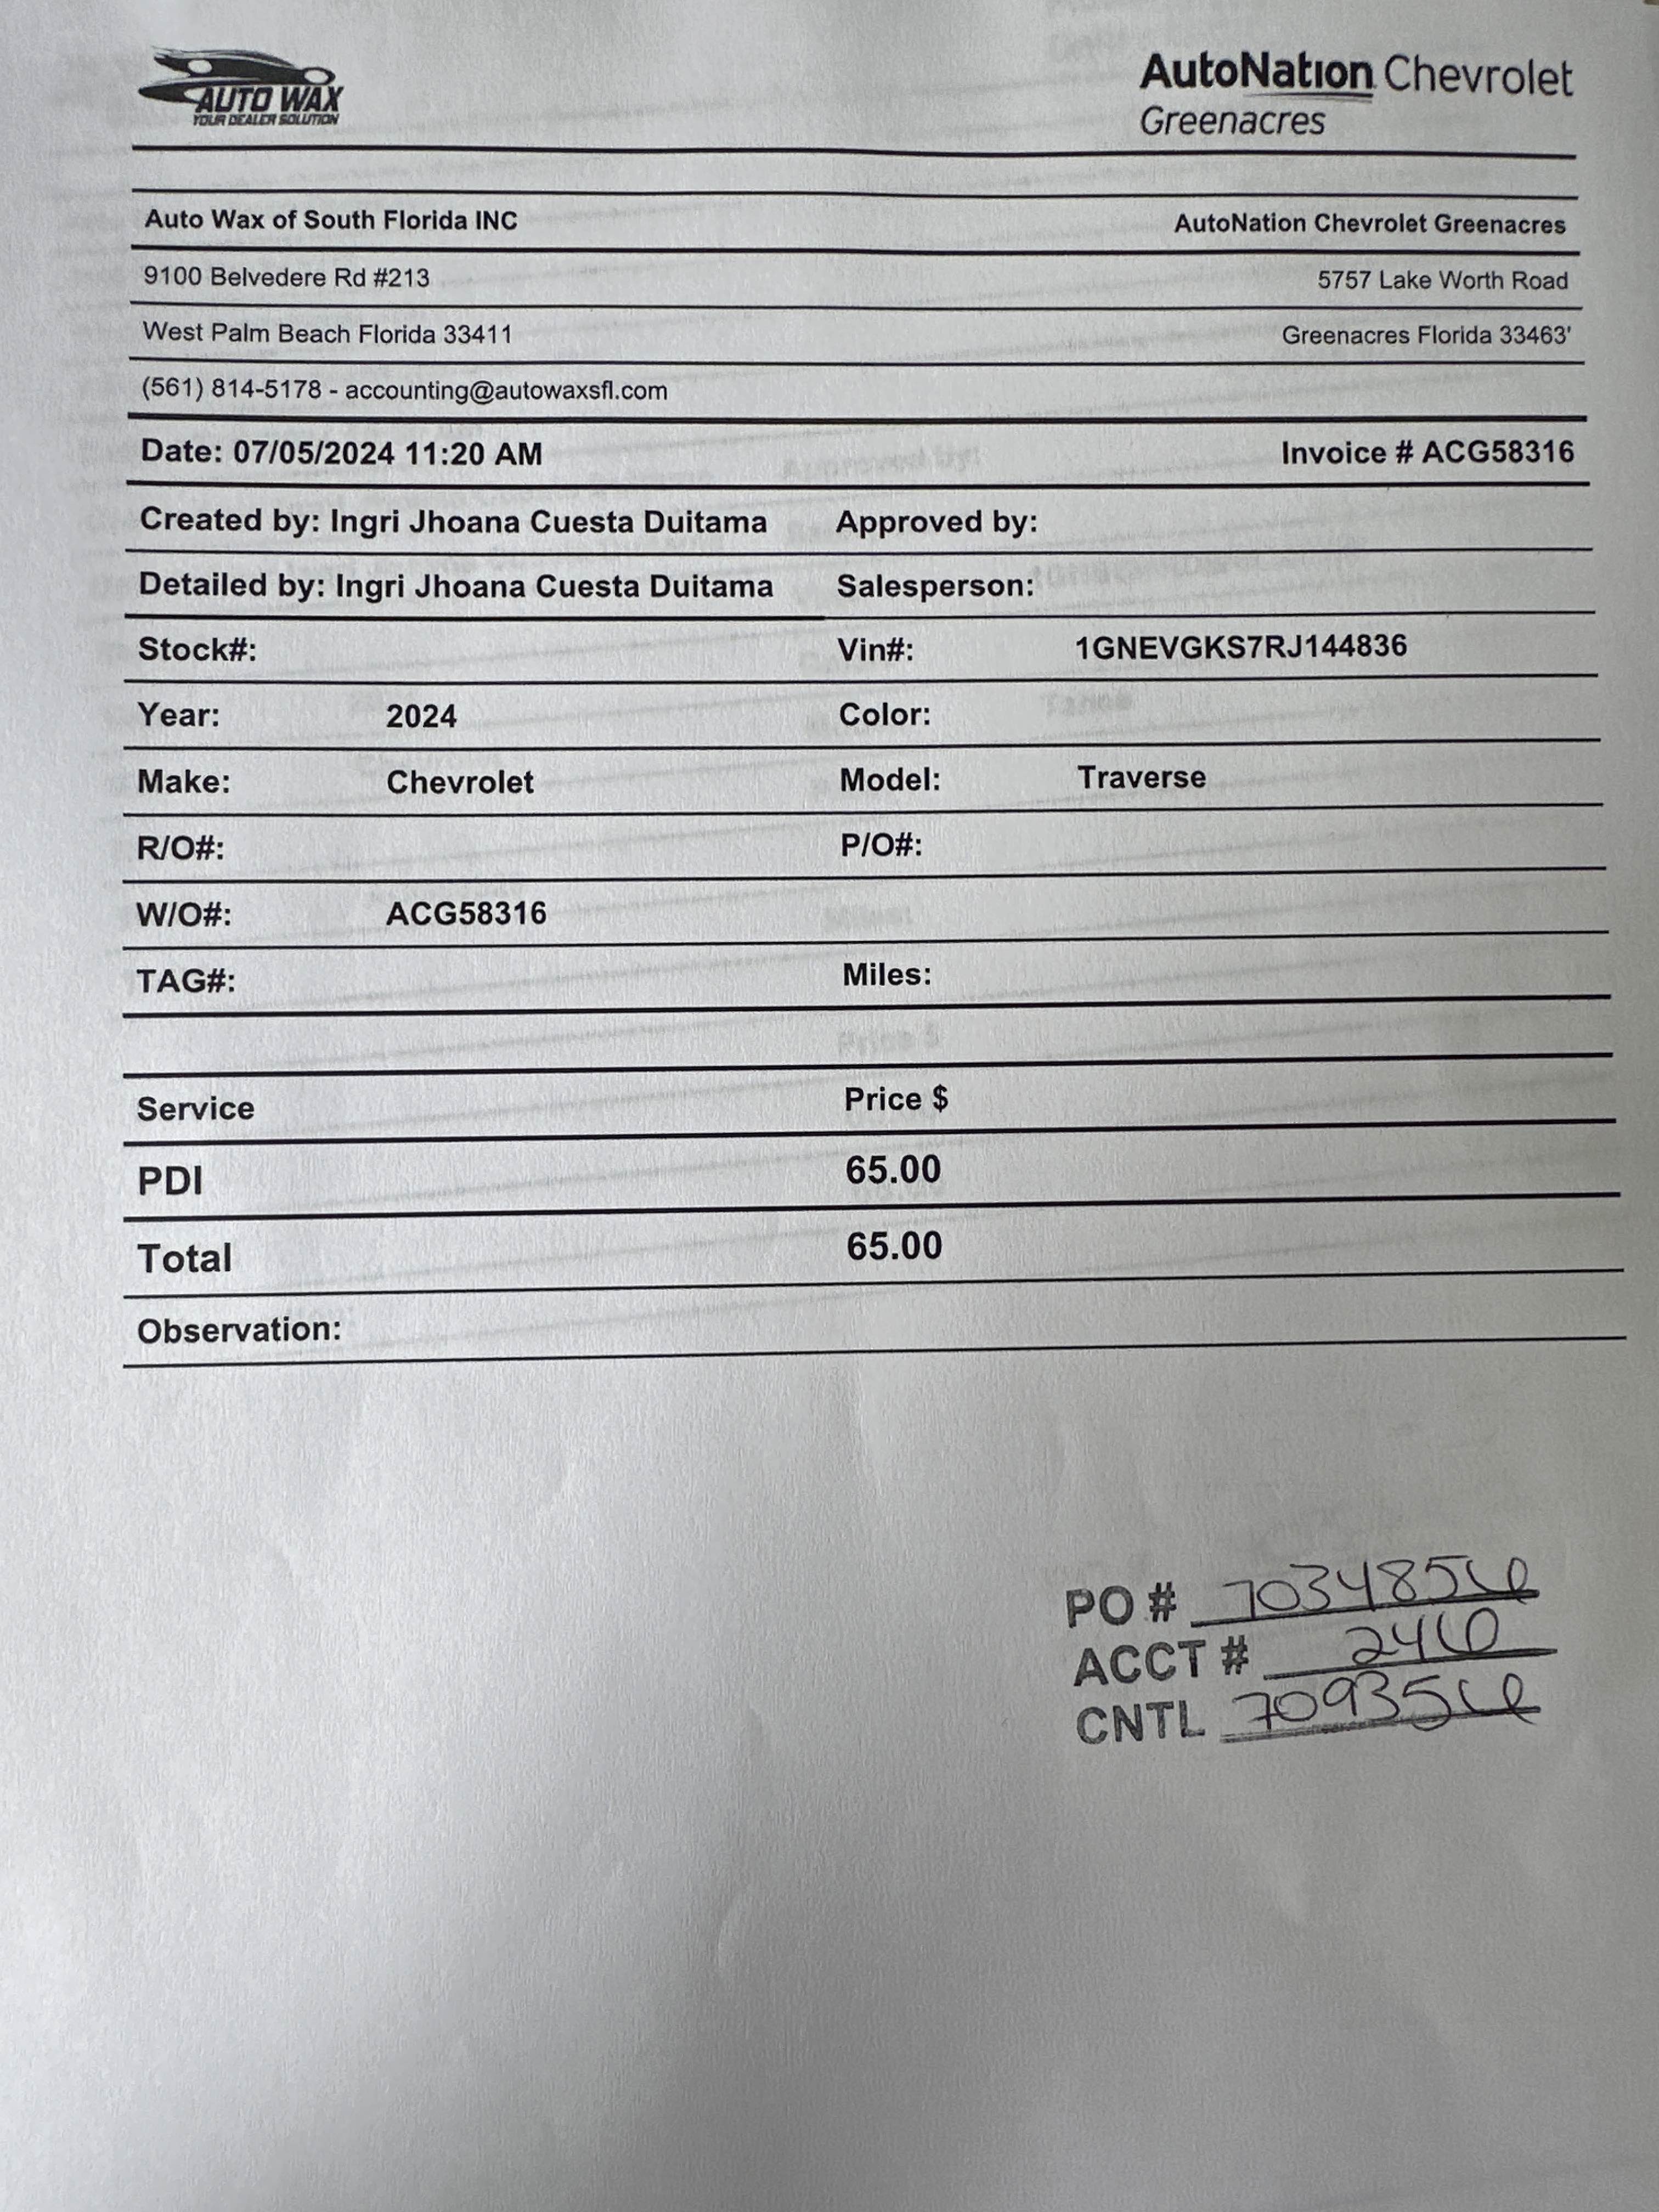 AUTO WAX
YOUR DEALER SOLUTION
AutoNation Chevrolet
Greenacres
Auto Wax of South Florida INC AutoNation Chevrolet Greenacres
9100 Belvedere Rd #213 5757 Lake Worth Road
West Palm Beach Florida 33411 Greenacres Florida 33463'
(561) 814-5178 - accounting@autowaxsfl.com
Date: 07/05/2024 11:20 AM Invoice # ACG58316
Created by: Ingri Jhoana Cuesta Duitama Approved by:
Detailed by: Ingri Jhoana Cuesta Duitama Salesperson:
Stock#: Vin#: 1GNEVGKS7RJ144836
Year: 2024 Color:
Make: Chevrolet Model: Traverse
R/O#: P/O#:
W/O#: ACG58316
TAG#: Miles:
Service Price $
PDI 65.00
Total 65.00
Observation:
PO # 7034856
ACCT # 246
CNTL 709356